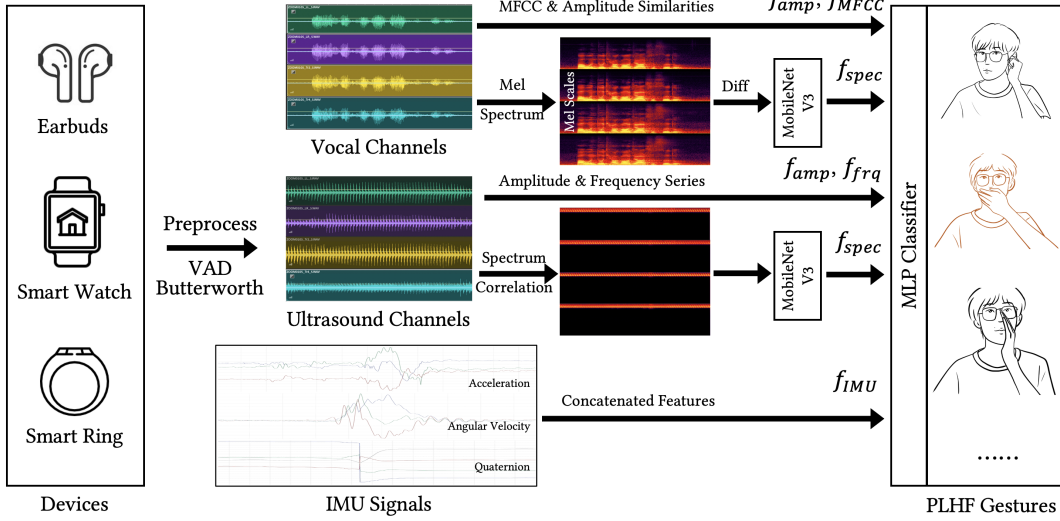 MFCC & Amplitude Similarities
f_amp, f_MFCC
Earbuds
Smart Watch
Smart Ring
Devices
Preprocess
VAD
Butterworth
Vocal Channels
Mel
Spectrum
Mel Scales
Diff
MobileNet
V3
f_spec
Ultrasound Channels
Amplitude & Frequency Series
f_amp, f_frq
Spectrum
Correlation
MobileNet
V3
f_spec
Acceleration
Angular Velocity
Quaternion
IMU Signals
Concatenated Features
f_IMU
MLP Classifier
......
PLHF Gestures